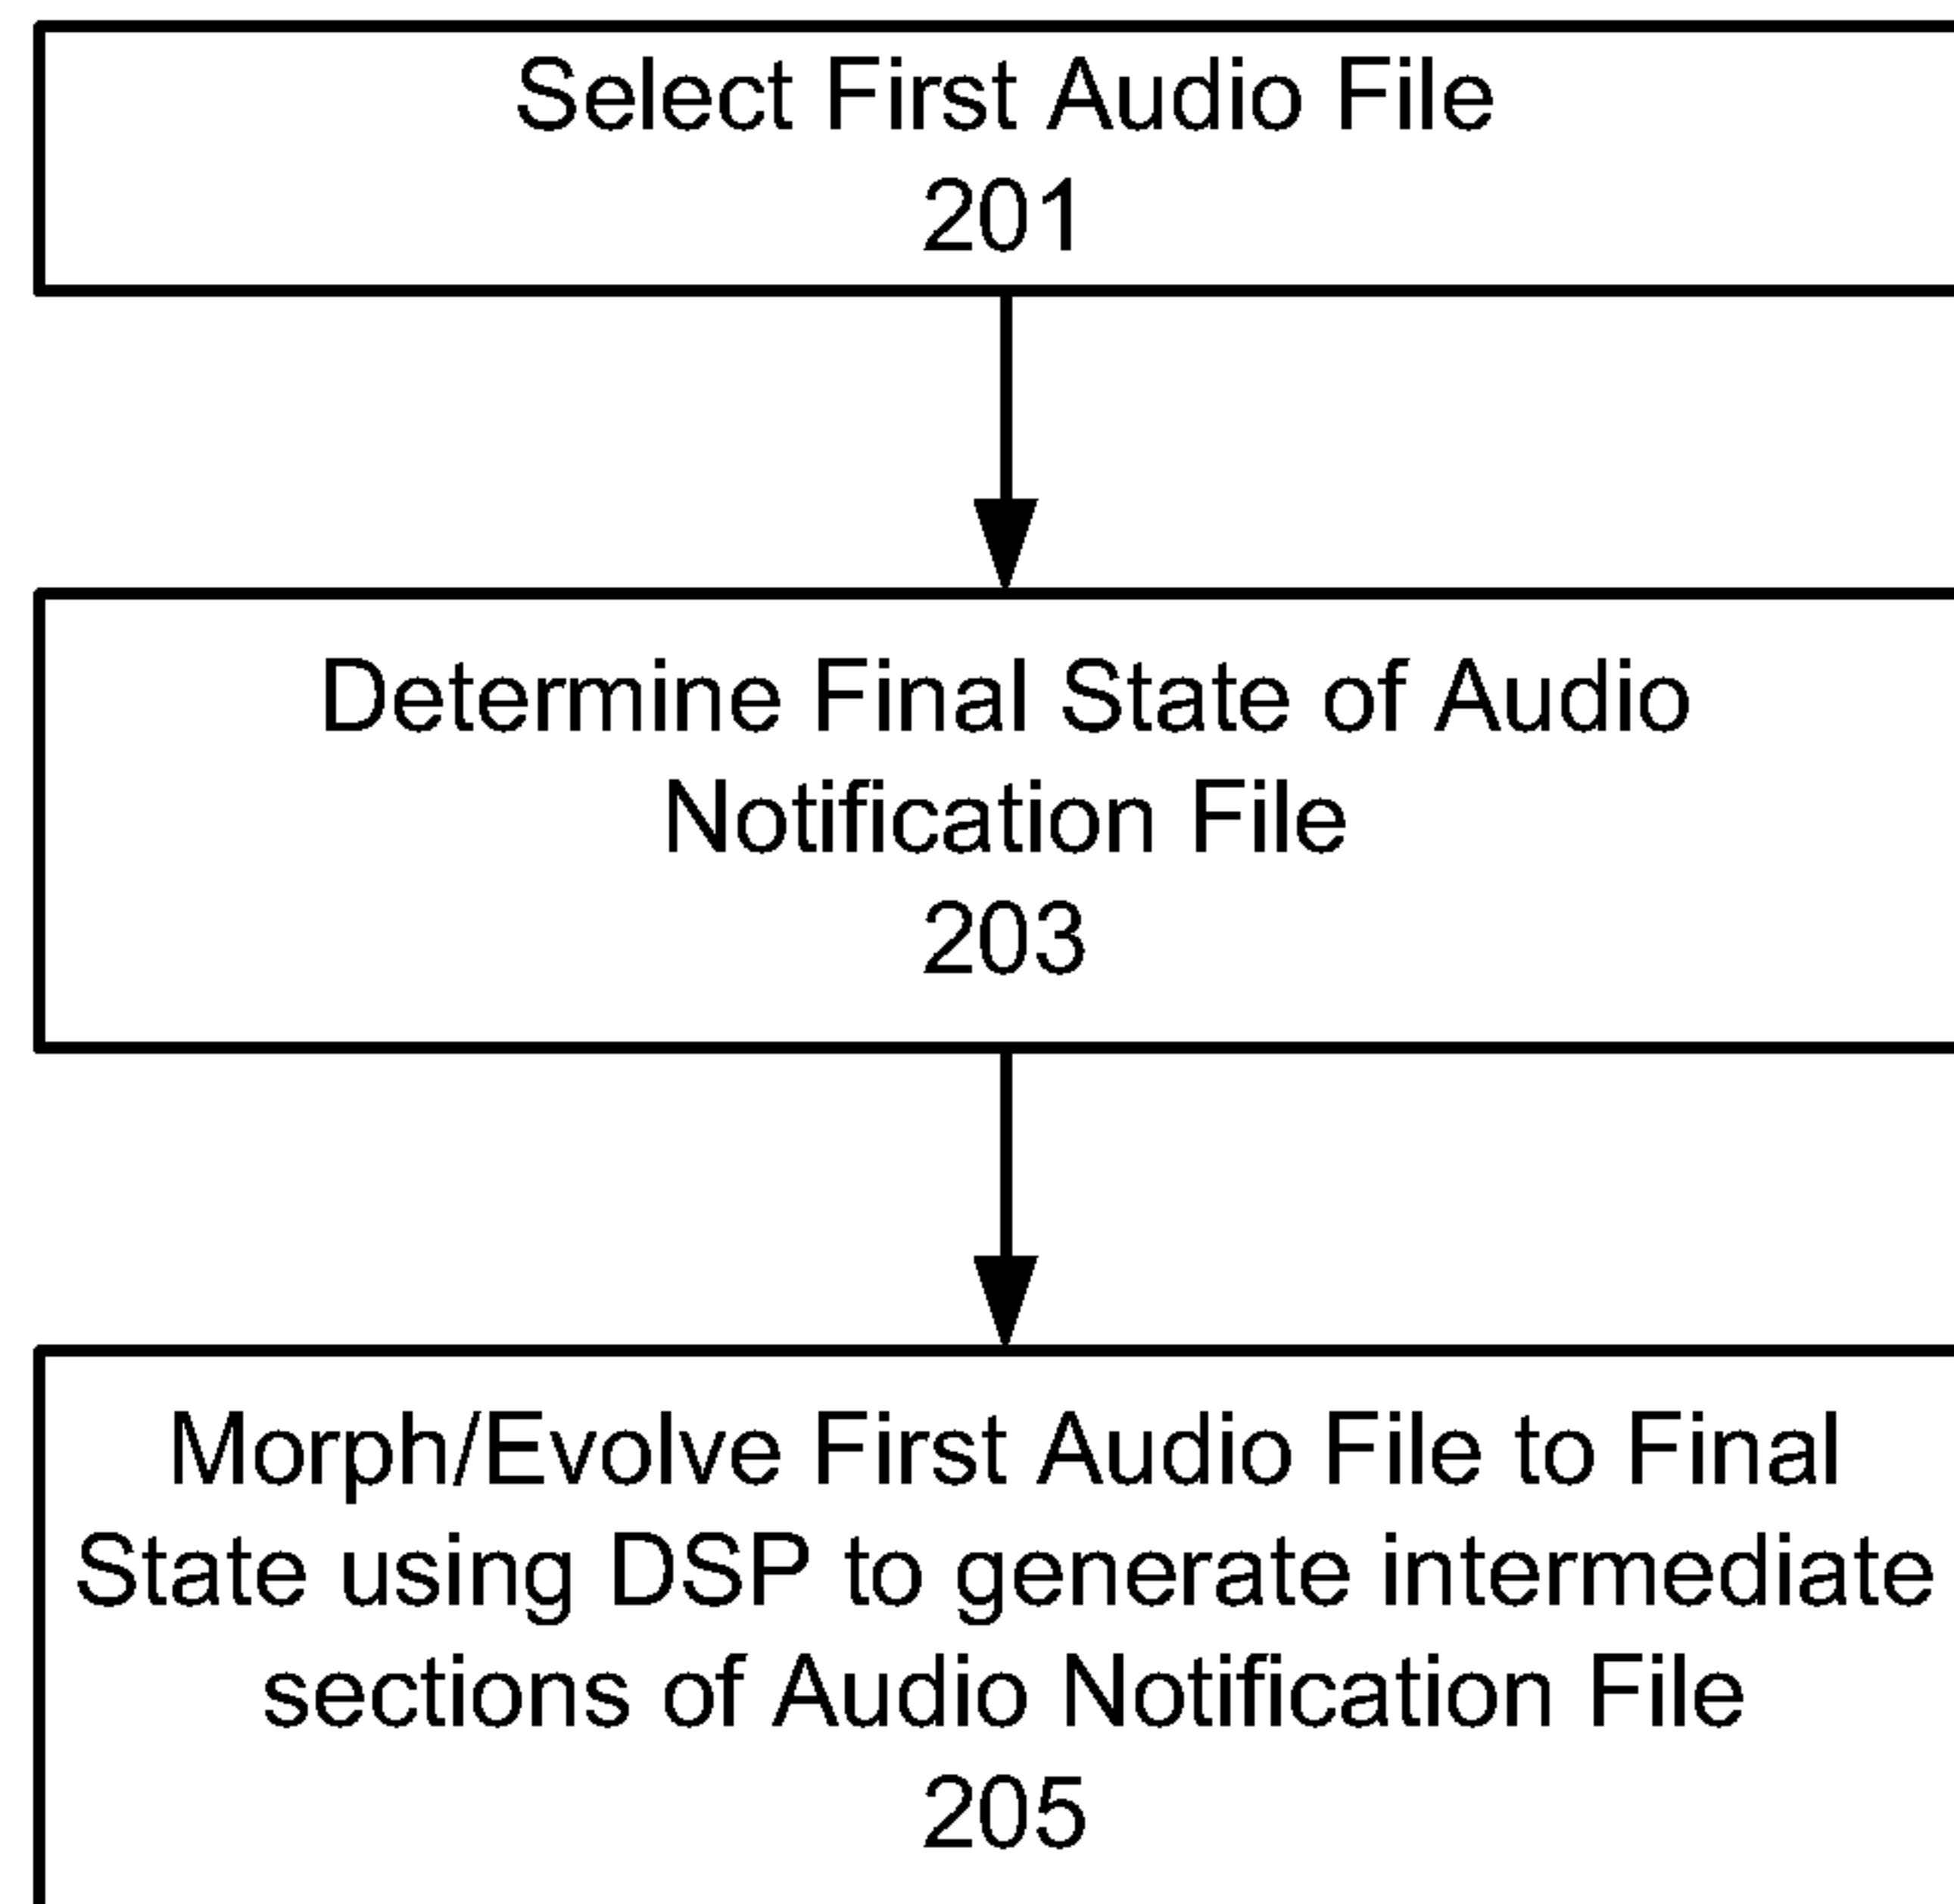 Select First Audio File
201
Determine Final State of Audio
Notification File
203
Morph/Evolve First Audio File to Final
State using DSP to generate intermediate
sections of Audio Notification File
205